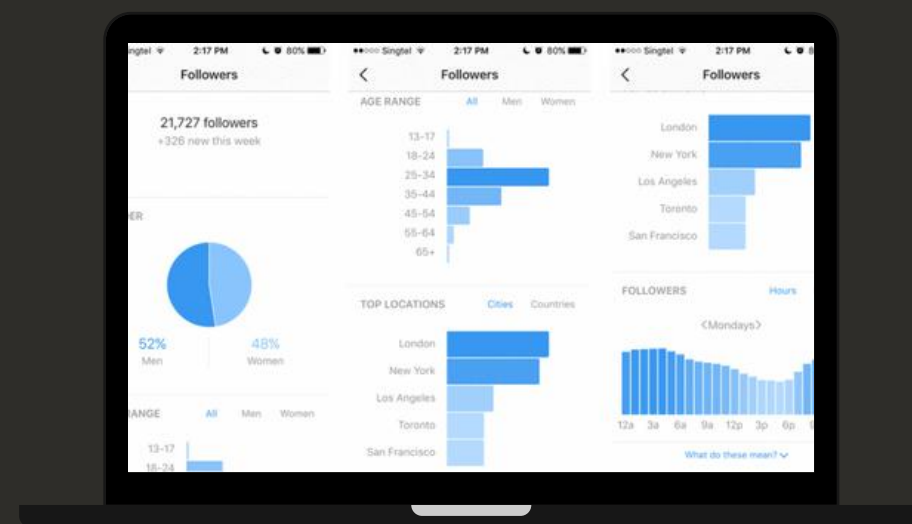 ingtel 2:17 PM 80%
Followers
21,727 followers
+326 new this week
DER
52%
Men
48%
Women
RANGE All Men Women
13-17
18-24
Singtel 2:17 PM 80%
Followers
AGE RANGE All Men Women
13-17
18-24
25-34
35-44
45-54
55-64
65+
TOP LOCATIONS Cities Countries
London
New York
Los Angeles
Toronto
San Francisco
Singtel 2:17 PM 8
Followers
London
New York
Los Angeles
Toronto
San Francisco
FOLLOWERS Hours
<Mondays>
12a 3a 6a 9a 12p 3p 6p
What do these mean?